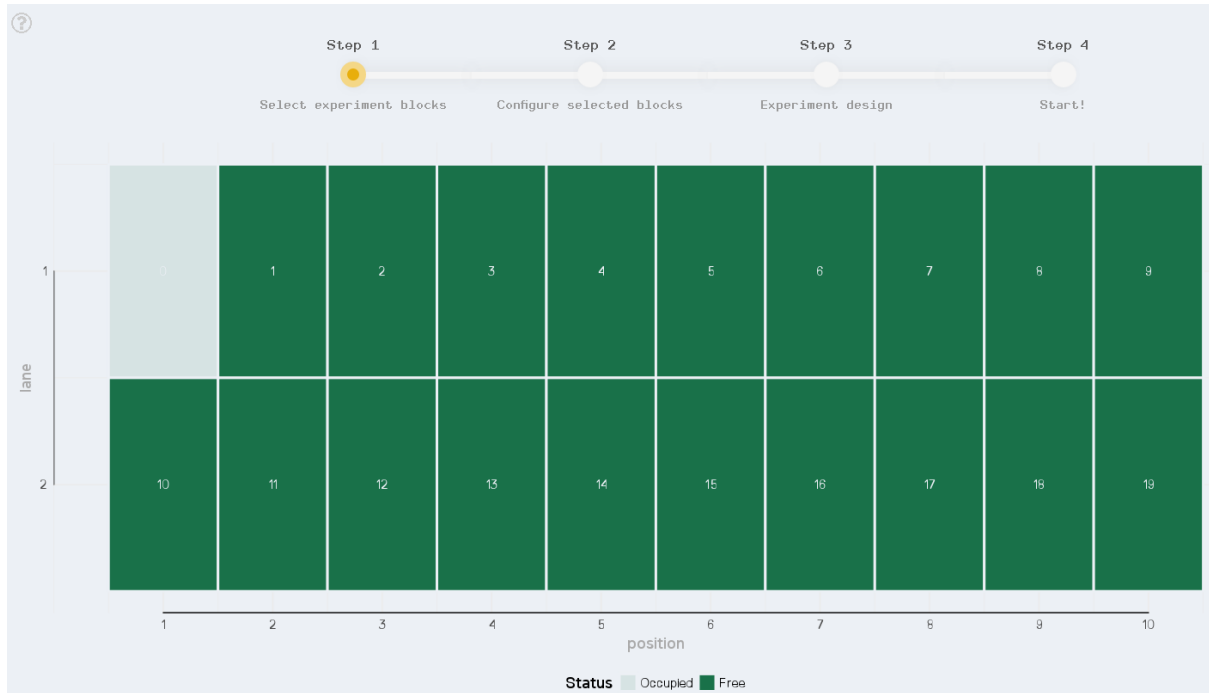 ?
Step 1 Step 2 Step 3 Step 4
Select experiment blocks Configure selected blocks Experiment design Start!
0 1 2 3 4 5 6 7 8 9
1
lane
10 11 12 13 14 15 16 17 18 19
2
1 2 3 4 5 6 7 8 9 10
position
Status Occupied Free